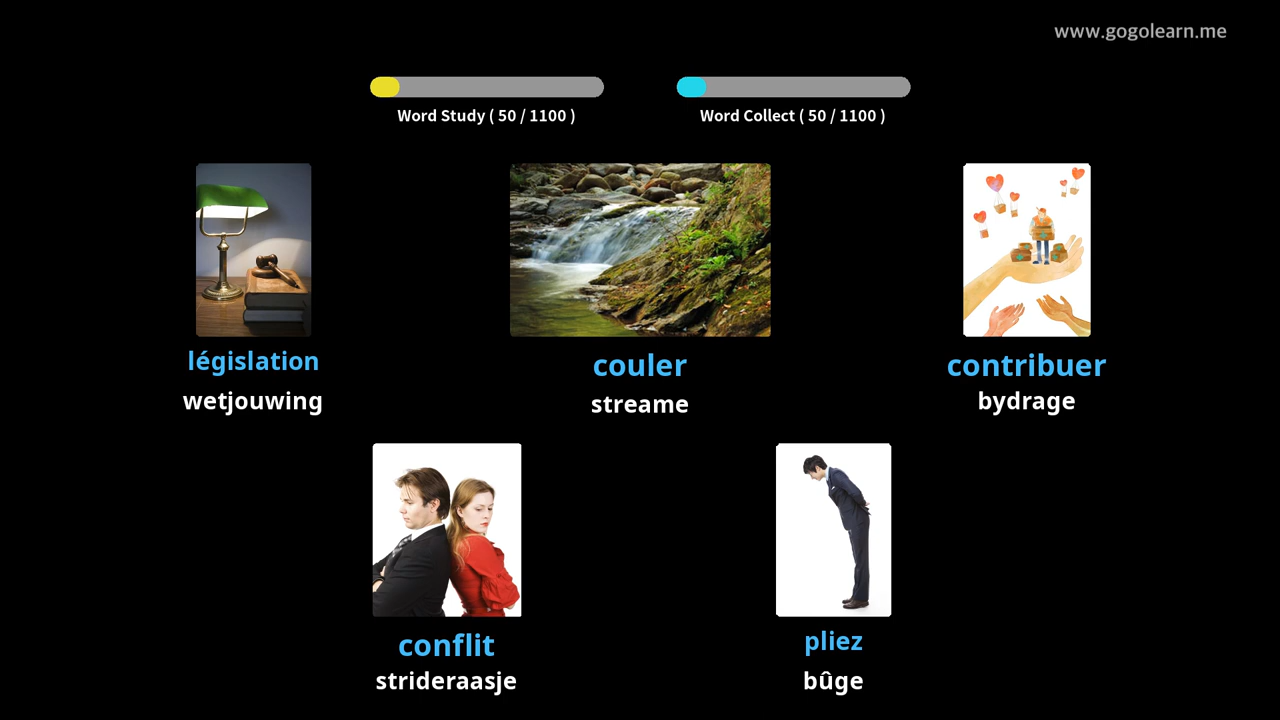 www.gogolearn.me
Word Study ( 50 / 1100 )
Word Collect ( 50 / 1100 )
législation
wetjouwing
couler
streame
contribuer
bydrage
conflit
strideraasje
pliez
bûge